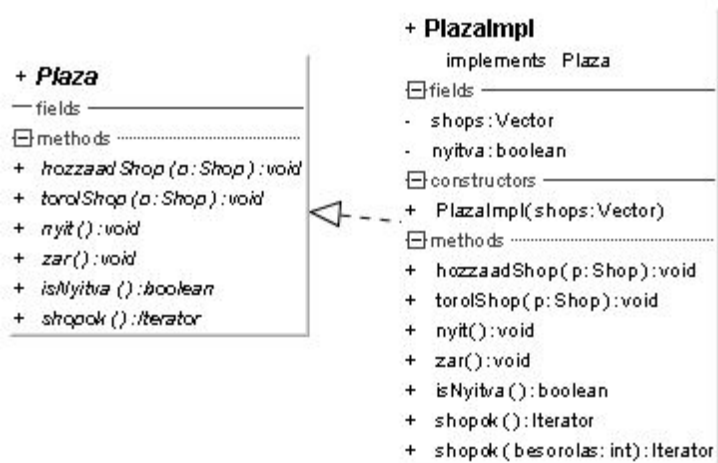 + Plaza
fields
methods
+ hozzaadShop(p:Shop):void
+ torolShop(p:Shop):void
+ nyit():void
+ zar():void
+ isNyitva():boolean
+ shopok():Iterator
+ PlazaImpl
implements Plaza
fields
- shops:Vector
- nyitva:boolean
constructors
+ PlazaImpl(shops:Vector)
methods
+ hozzaadShop(p:Shop):void
+ torolShop(p:Shop):void
+ nyit():void
+ zar():void
+ isNyitva():boolean
+ shopok():Iterator
+ shopok(besorolas:int):Iterator